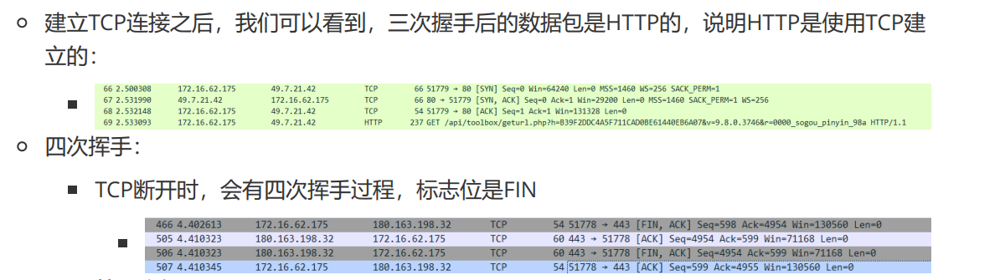 建立TCP连接之后，我们可以看到，三次握手后的数据包是HTTP的，说明HTTP是使用TCP建
立的：
66 2.500308 172.16.62.175 49.7.21.42 TCP 66 51779 → 80 [SYN] Seq=0 Win=64240 Len=0 MSS=1460 WS=256 SACK_PERM=1
67 2.531990 49.7.21.42 172.16.62.175 TCP 66 80 → 51779 [SYN, ACK] Seq=0 Ack=1 Win=29200 Len=0 MSS=1460 SACK_PERM=1 WS=256
68 2.532148 172.16.62.175 49.7.21.42 TCP 54 51779 → 80 [ACK] Seq=1 Ack=1 Win=131328 Len=0
69 2.533093 172.16.62.175 49.7.21.42 HTTP 237 GET /api/toolbox/geturl.php?h=B39F2DDC4A5F711CAD0BE61440EB6A07&v=9.8.0.3746&r=0000_sogou_pinyin_98a HTTP/1.1
四次挥手：
TCP断开时，会有四次挥手过程，标志位是FIN
466 4.402613 172.16.62.175 180.163.198.32 TCP 54 51778 → 443 [FIN, ACK] Seq=598 Ack=4954 Win=130560 Len=0
505 4.410323 180.163.198.32 172.16.62.175 TCP 60 443 → 51778 [ACK] Seq=4954 Ack=599 Win=71168 Len=0
506 4.410323 180.163.198.32 172.16.62.175 TCP 60 443 → 51778 [FIN, ACK] Seq=4954 Ack=599 Win=71168 Len=0
507 4.410345 172.16.62.175 180.163.198.32 TCP 54 51778 → 443 [ACK] Seq=599 Ack=4955 Win=130560 Len=0